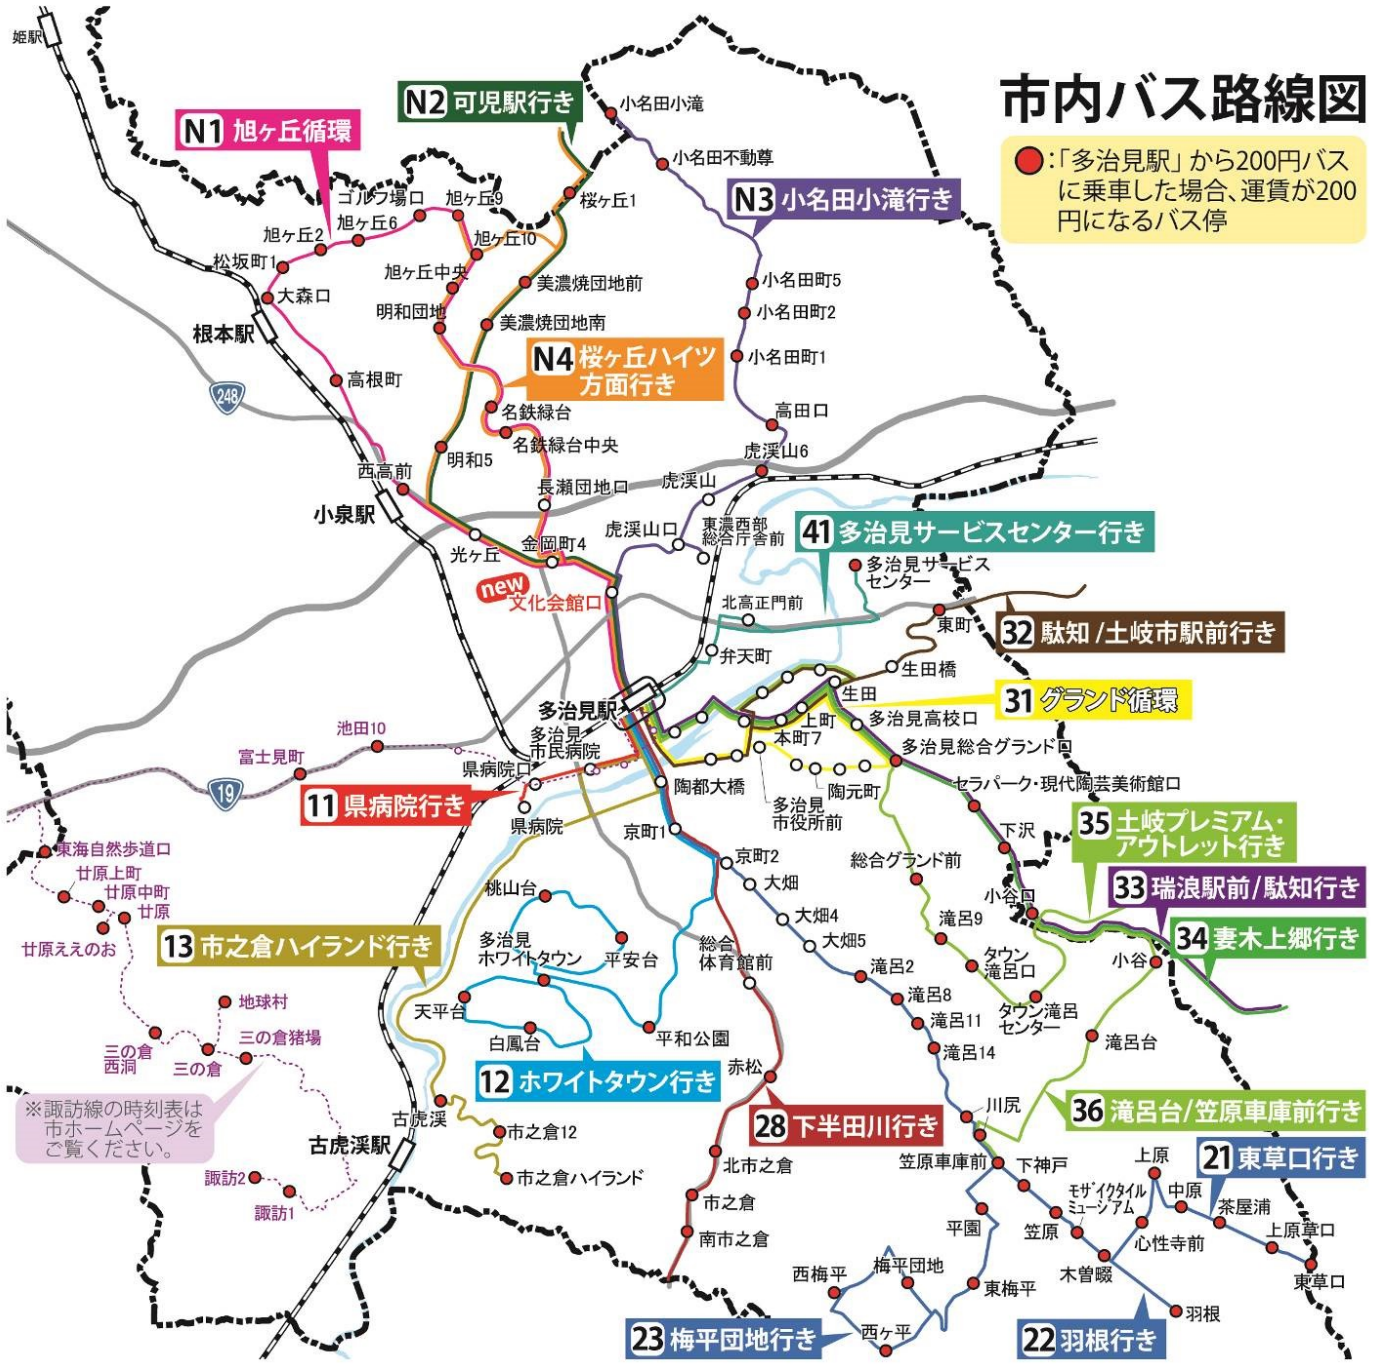 市内バス路線図
:「多治見駅」から200円バス
に乗車した場合、運賃が200
円になるバス停
姫駅
N2 可児駅行き
N1 旭ヶ丘循環
小名田小滝
小名田不動尊
N3 小名田小滝行き
桜ヶ丘1
ゴルフ場口
旭ヶ丘9
旭ヶ丘6
旭ヶ丘2
旭ヶ丘10
松坂町1
旭ヶ丘中央
大森口
明和団地
美濃焼団地前
美濃焼団地南
小名田町5
小名田町2
小名田町1
根本駅
N4 桜ヶ丘ハイツ
方面行き
高根町
248
名鉄緑台
名鉄緑台中央
高田口
虎渓山6
明和5
西高前
長瀬団地口
虎渓山
小泉駅
光ヶ丘
金岡町4
虎渓山口
東濃西部
総合庁舎前
41 多治見サービスセンター行き
多治見サービス
センター
new
文化会館口
北高正門前
東町
32 駄知/土岐市駅前行き
弁天町
生田橋
生田
31 グランド循環
多治見駅
上町
本町7
多治見高校口
多治見総合グランド口
池田10
富士見町
多治見
市民病院
県病院口
19
11 県病院行き
県病院
陶都大橋
多治見
市役所前
陶元町
セラパーク・現代陶芸美術館口
下沢
35 土岐プレミアム・
アウトレット行き
京町1
京町2
大畑
大畑4
大畑5
総合グランド前
小谷口
33 瑞浪駅前/駄知行き
34 妻木上郷行き
東海自然歩道口
廿原上町
廿原中町
廿原
廿原ええのお
13 市之倉ハイランド行き
桃山台
多治見
ホワイトタウン
平安台
総合
体育館前
滝呂9
タウン
滝呂口
小谷
滝呂2
滝呂8
滝呂11
滝呂14
タウン滝呂
センター
滝呂台
地球村
三の倉猪場
三の倉
西洞
三の倉
天平台
白鳳台
平和公園
12 ホワイトタウン行き
赤松
28 下半田川行き
川尻
36 滝呂台/笠原車庫前行き
※諏訪線の時刻表は
市ホームページを
ご覧ください。
古虎渓
古虎渓駅
市之倉12
市之倉ハイランド
諏訪2
諏訪1
北市之倉
市之倉
南市之倉
笠原車庫前
下神戸
上原
21 東草口行き
モザイクタイル
ミュージアム
中原
茶屋浦
平園
笠原
心性寺前
上原草口
木曽畷
東草口
西梅平
梅平団地
東梅平
羽根
西ヶ平
23 梅平団地行き
22 羽根行き